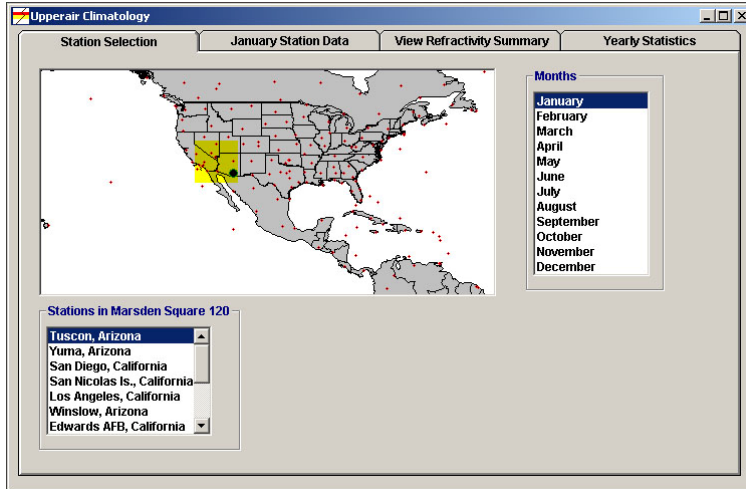 Upperair Climatology
Station Selection
January Station Data
View Refractivity Summary
Yearly Statistics
Months
January
February
March
April
May
June
July
August
September
October
November
December
Stations in Marsden Square 120
Tuscon, Arizona
Yuma, Arizona
San Diego, California
San Nicolas Is., California
Los Angeles, California
Winslow, Arizona
Edwards AFB, California